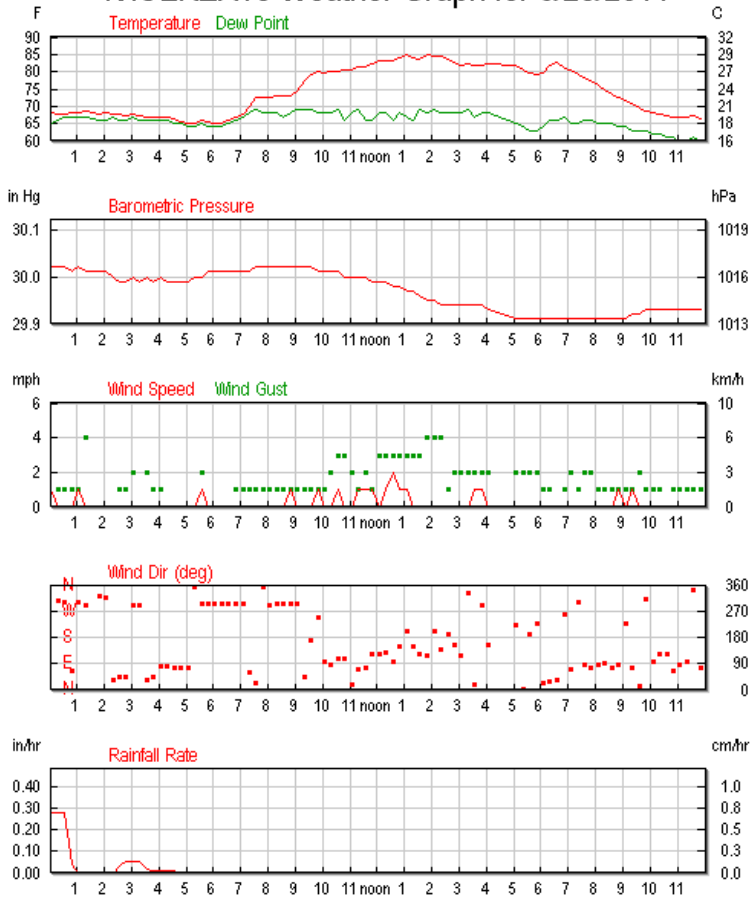 Weather Graph for
F Temperature Dew Point C
90 32
85 29
80 27
75 24
70 21
65 18
60 16
1 2 3 4 5 6 7 8 9 10 11 noon 1 2 3 4 5 6 7 8 9 10 11
in Hg Barometric Pressure hPa
30.1 1019
30.0 1016
29.9 1013
1 2 3 4 5 6 7 8 9 10 11 noon 1 2 3 4 5 6 7 8 9 10 11
mph Wind Speed Wind Gust km/h
6 10
4 6
2 3
0 0
1 2 3 4 5 6 7 8 9 10 11 noon 1 2 3 4 5 6 7 8 9 10 11
Wind Dir (deg)
N 360
W 270
S 180
E 90
N 0
1 2 3 4 5 6 7 8 9 10 11 noon 1 2 3 4 5 6 7 8 9 10 11
in/hr Rainfall Rate cm/hr
0.40 1.0
0.30 0.8
0.20 0.5
0.10 0.3
0.00 0.0
1 2 3 4 5 6 7 8 9 10 11 noon 1 2 3 4 5 6 7 8 9 10 11